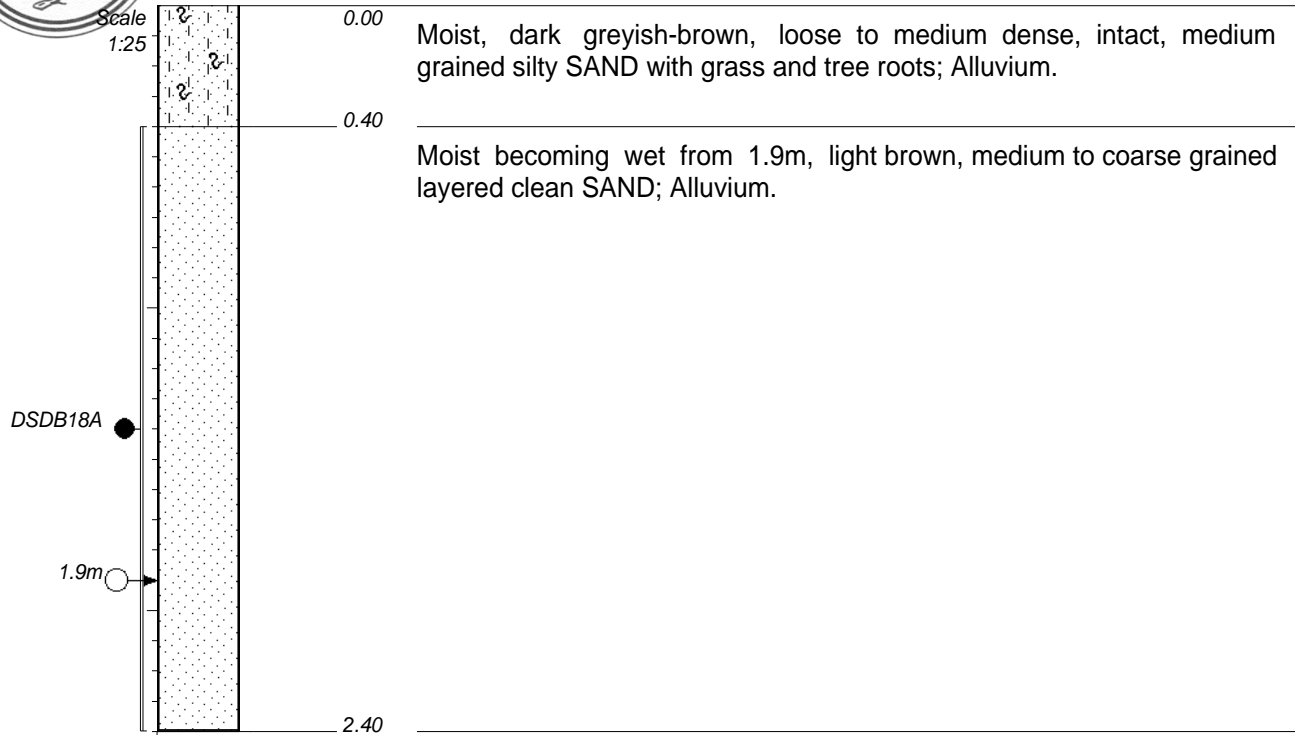 Scale
1:25
0.00
Moist, dark greyish-brown, loose to medium dense, intact, medium
grained silty SAND with grass and tree roots; Alluvium.
0.40
Moist becoming wet from 1.9m, light brown, medium to coarse grained
layered clean SAND; Alluvium.
DSDB18A
1.9m
2.40